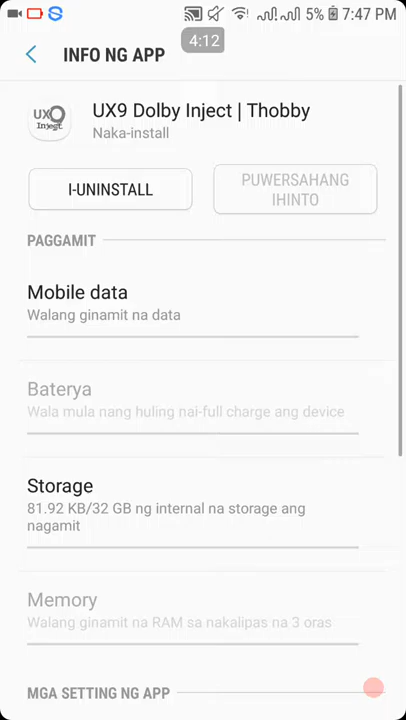 5% 7:47 PM
4:12
INFO NG APP
UX9
Inject
UX9 Dolby Inject | Thobby
Naka-install
I-UNINSTALL
PUWERSAHANG
IHINTO
PAGGAMIT
Mobile data
Walang ginamit na data
Baterya
Wala mula nang huling nai-full charge ang device
Storage
81.92 KB/32 GB ng internal na storage ang
nagamit
Memory
Walang ginamit na RAM sa nakalipas na 3 oras
MGA SETTING NG APP